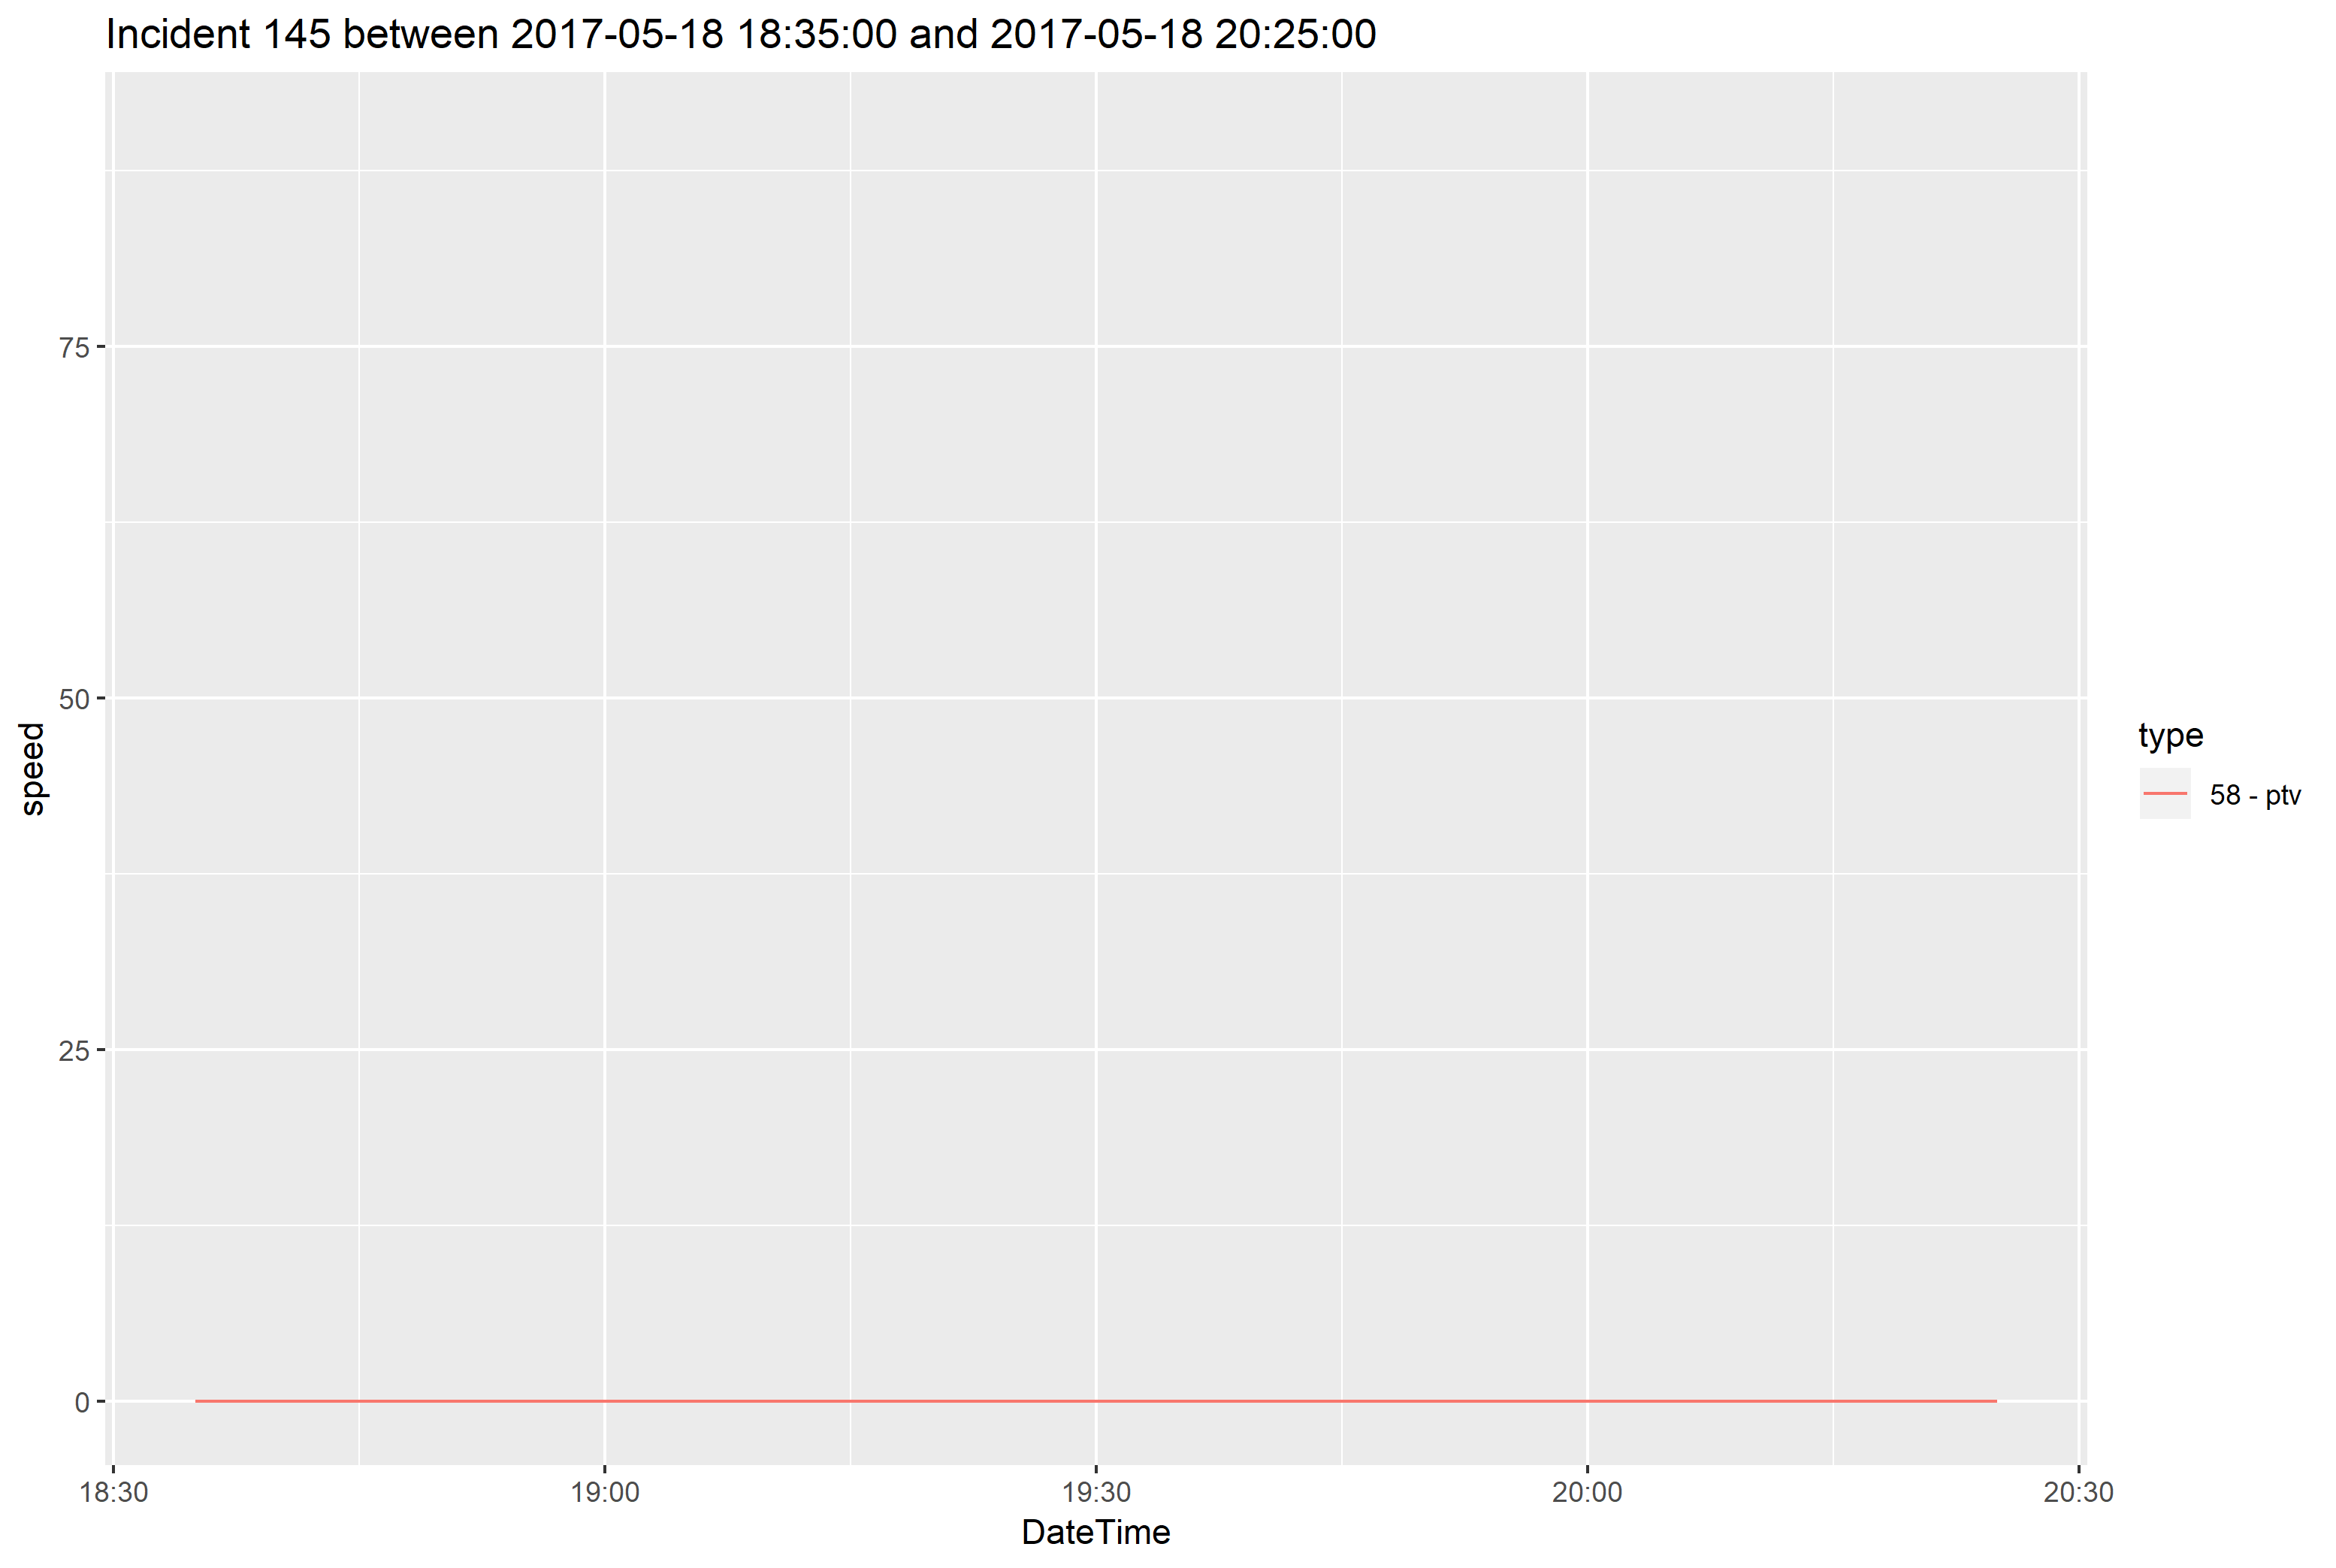 Incident 145 between 2017-05-18 18:35:00 and 2017-05-18 20:25:00
speed
75
50
25
0
18:30 19:00 19:30 20:00 20:30
DateTime
type
58 - ptv